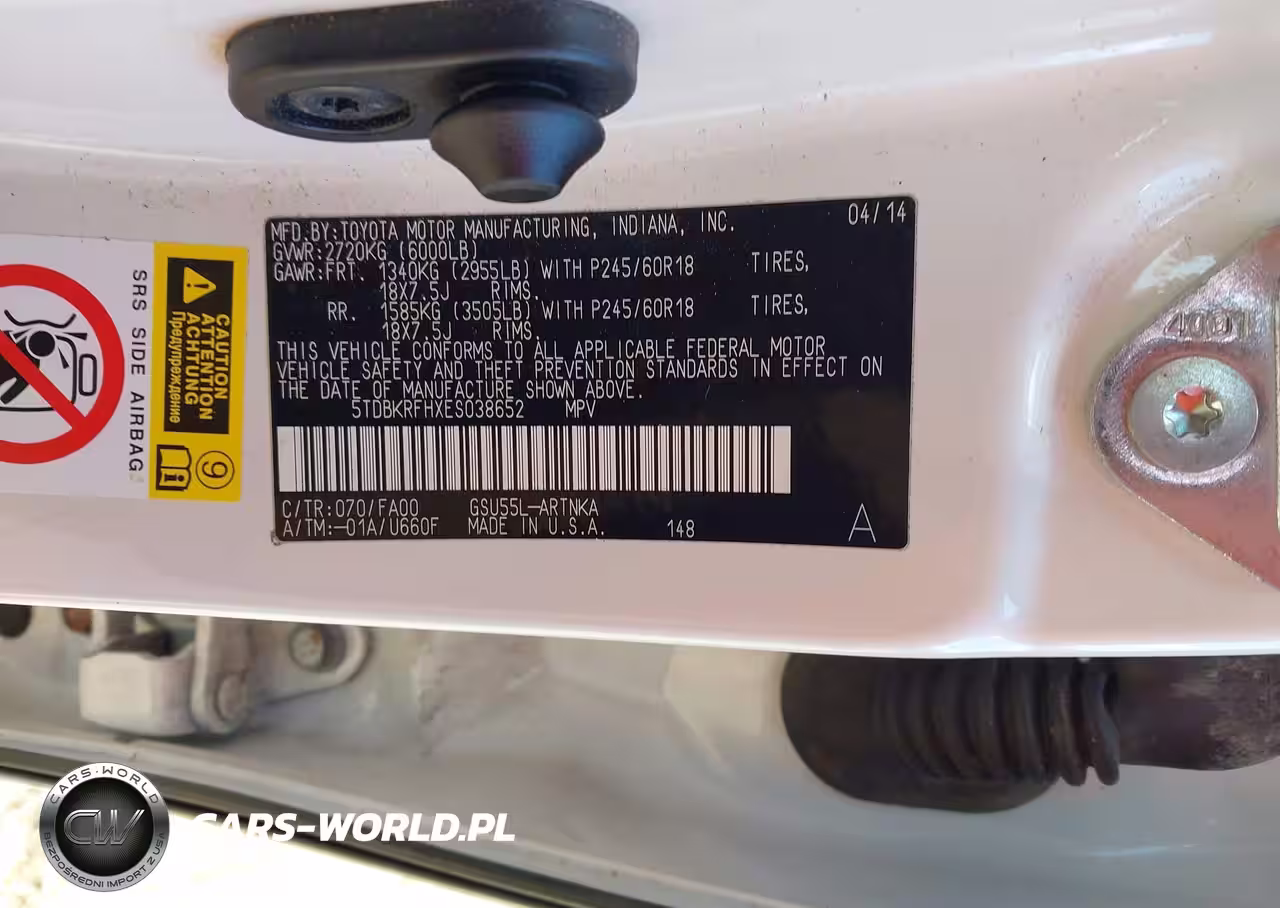 MFD.BY:TOYOTA MOTOR MANUFACTURING, INDIANA, INC. 04/14
GVWR:2720KG (6000LB)
GAWR:FRT. 1340KG (2955LB) WITH P245/60R18 TIRES,
18X7.5J RIMS.
RR. 1585KG (3505LB) WITH P245/60R18 TIRES,
18X7.5J RIMS.
THIS VEHICLE CONFORMS TO ALL APPLICABLE FEDERAL MOTOR
VEHICLE SAFETY AND THEFT PREVENTION STANDARDS IN EFFECT ON
THE DATE OF MANUFACTURE SHOWN ABOVE.
5TDBKRFHXES038652 MPV
C/TR:070/FA00 GSU55L-ARTNKA
A/TM:-01A/U660F MADE IN U.S.A. 148 A
SRS SIDE AIRBAG
CAUTION
ATTENTION
ACHTUNG
Предупреждение
9
4001
CARS-WORLD
CW
BEZPOŚREDNI IMPORT Z USA
CARS-WORLD.PL